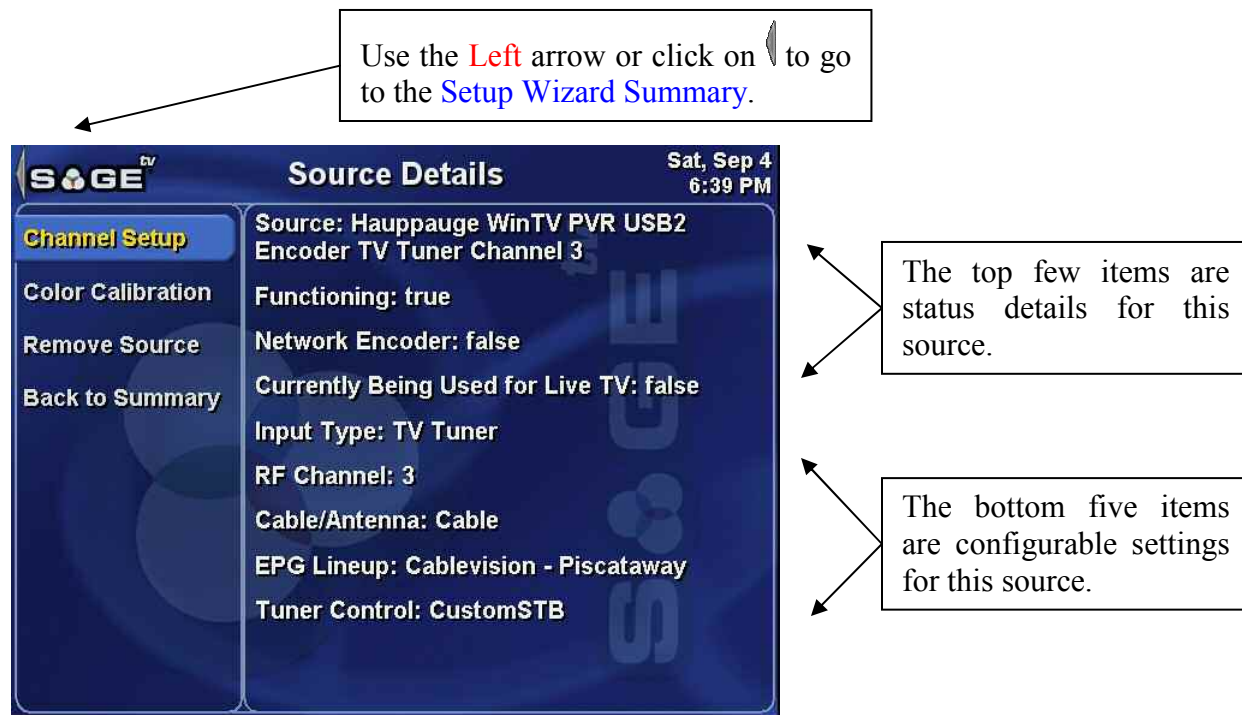 Use the Left arrow or click on to go
to the Setup Wizard Summary.
SAGE tv
Source Details
Sat, Sep 4
6:39 PM
Channel Setup
Color Calibration
Remove Source
Back to Summary
Source: Hauppauge WinTV PVR USB2
Encoder TV Tuner Channel 3
Functioning: true
Network Encoder: false
Currently Being Used for Live TV: false
Input Type: TV Tuner
RF Channel: 3
Cable/Antenna: Cable
EPG Lineup: Cablevision - Piscataway
Tuner Control: CustomSTB
SAGE tv
The top few items are
status details for this
source.
The bottom five items
are configurable settings
for this source.